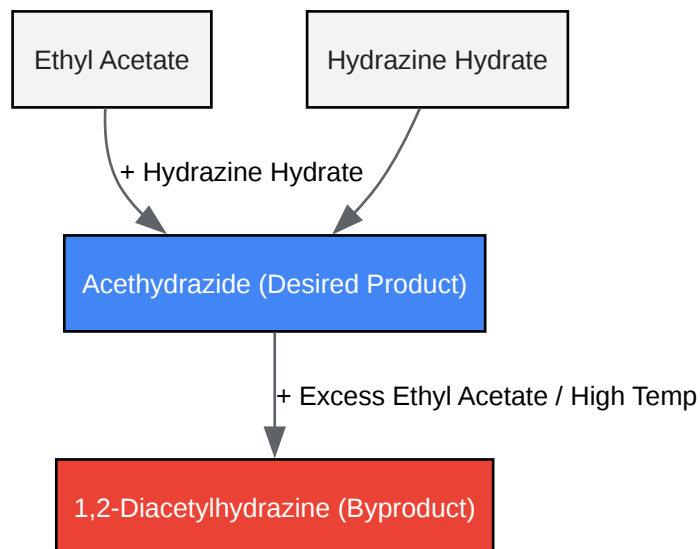 Ethyl Acetate
Hydrazine Hydrate
+ Hydrazine Hydrate
Acethydrazide (Desired Product)
+ Excess Ethyl Acetate / High Temp
1,2-Diacetylhydrazine (Byproduct)